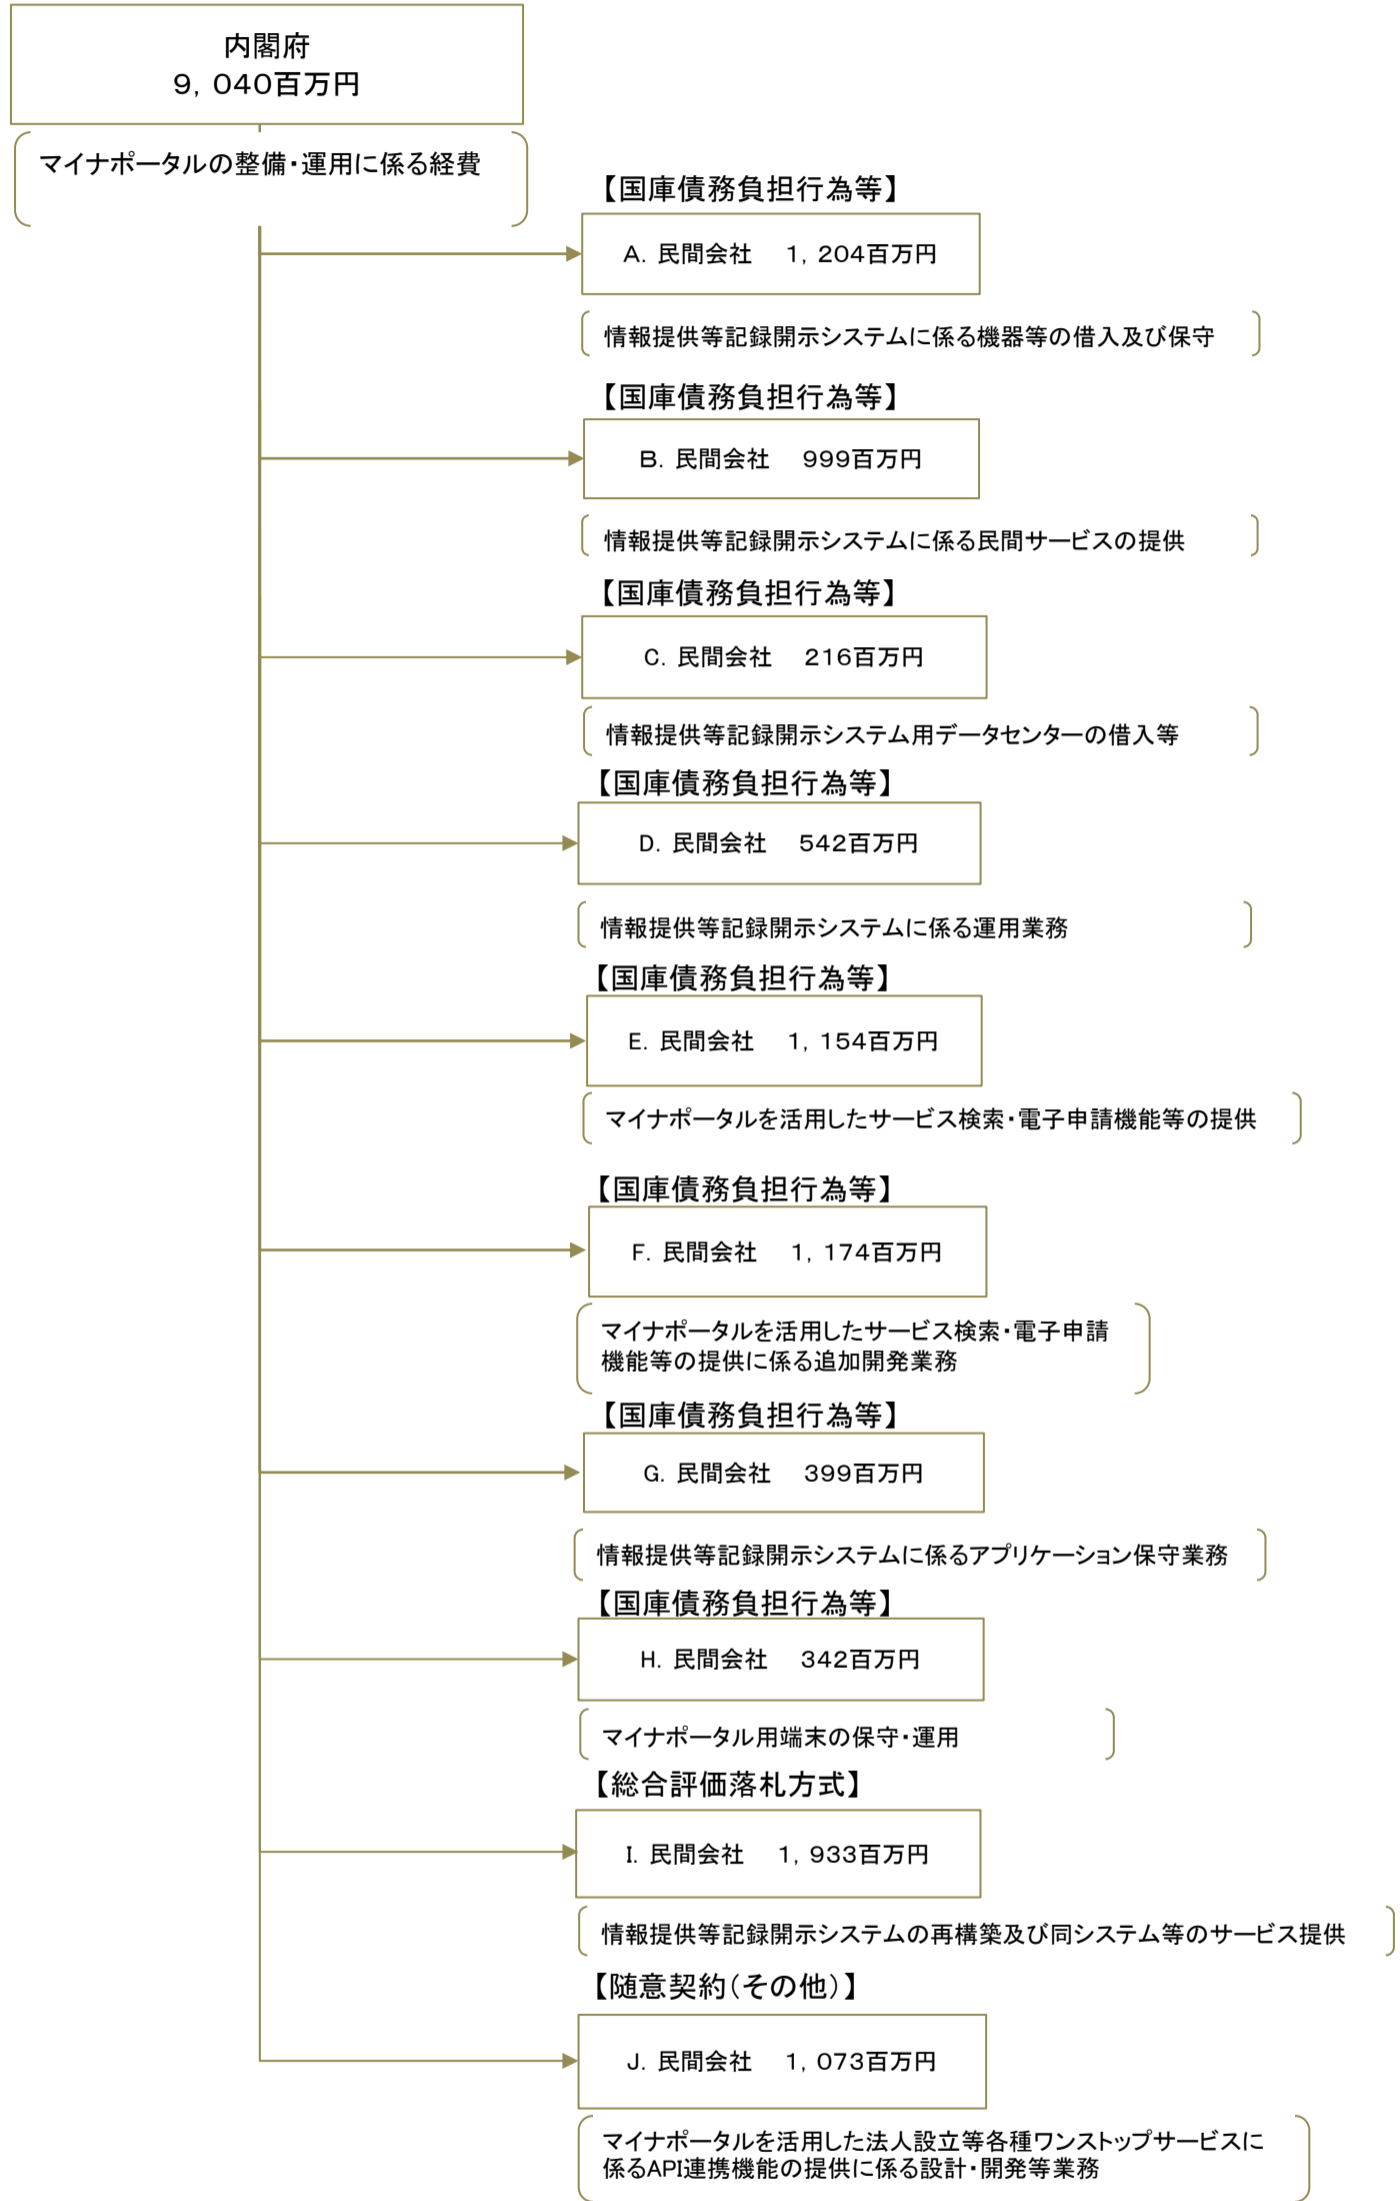 内閣府
9，040百万円
マイナポータルの整備・運用に係る経費
【国庫債務負担行為等】
A．民間会社　1，204百万円
情報提供等記録開示システムに係る機器等の借入及び保守
【国庫債務負担行為等】
B．民間会社　999百万円
情報提供等記録開示システムに係る民間サービスの提供
【国庫債務負担行為等】
C．民間会社　216百万円
情報提供等記録開示システム用データセンターの借入等
【国庫債務負担行為等】
D．民間会社　542百万円
情報提供等記録開示システムに係る運用業務
【国庫債務負担行為等】
E．民間会社　1，154百万円
マイナポータルを活用したサービス検索・電子申請機能等の提供
【国庫債務負担行為等】
F．民間会社　1，174百万円
マイナポータルを活用したサービス検索・電子申請
機能等の提供に係る追加開発業務
【国庫債務負担行為等】
G．民間会社　399百万円
情報提供等記録開示システムに係るアプリケーション保守業務
【国庫債務負担行為等】
H．民間会社　342百万円
マイナポータル用端末の保守・運用
【総合評価落札方式】
I．民間会社　1，933百万円
情報提供等記録開示システムの再構築及び同システム等のサービス提供
【随意契約（その他）】
J．民間会社　1，073百万円
マイナポータルを活用した法人設立等各種ワンストップサービスに
係るAPI連携機能の提供に係る設計・開発等業務